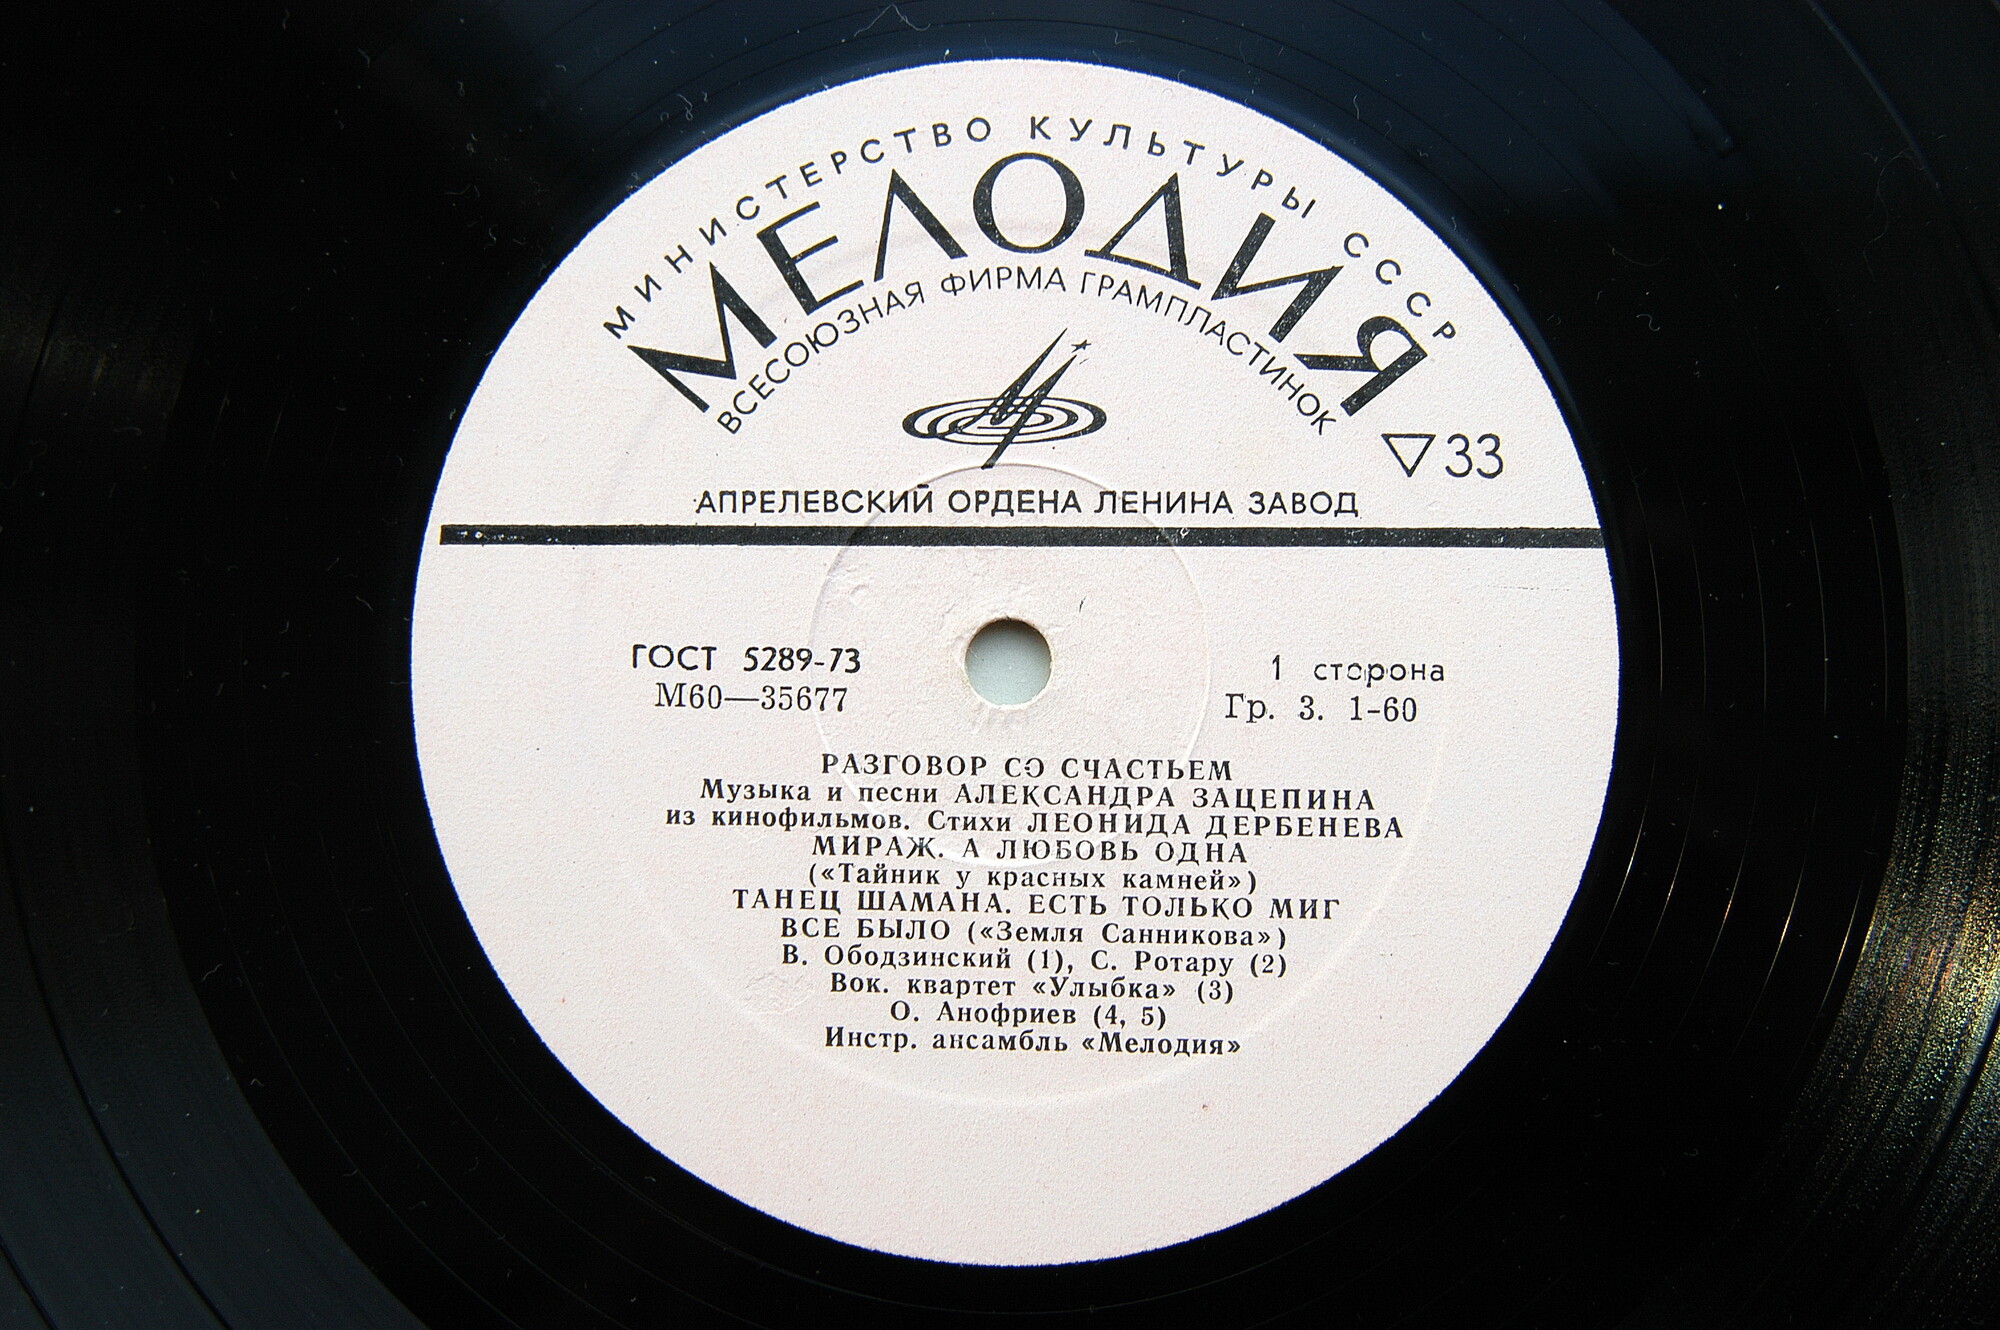 МИНИСТЕРСТВО КУЛЬТУРЫ СССР
МЕЛОДИЯ
ВСЕСОЮЗНАЯ ФИРМА ГРАМПЛАСТИНОК
33
АПРЕЛЕВСКИЙ ОРДЕНА ЛЕНИНА ЗАВОД
ГОСТ 5289-73
М60—35677
1 сторона
Гр. 3. 1-60
РАЗГОВОР СО СЧАСТЬЕМ
Музыка и песни АЛЕКСАНДРА ЗАЦЕПИНА
из кинофильмов. Стихи ЛЕОНИДА ДЕРБЕНЕВА
МИРАЖ. А ЛЮБОВЬ ОДНА
(«Тайник у красных камней»)
ТАНЕЦ ШАМАНА. ЕСТЬ ТОЛЬКО МИГ
ВСЕ БЫЛО («Земля Санникова»)
В. Ободзинский (1), С. Ротару (2)
Вок. квартет «Улыбка» (3)
О. Анофриев (4, 5)
Инстр. ансамбль «Мелодия»